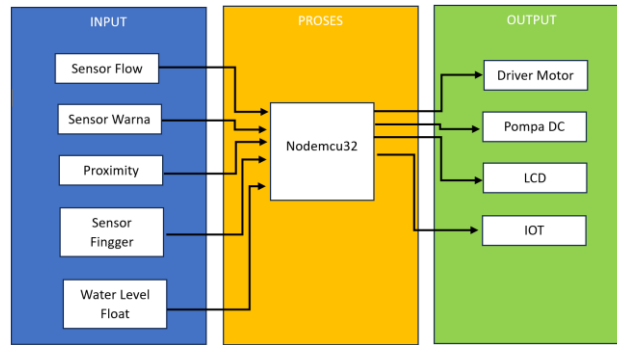 INPUT
Sensor Flow
Sensor Warna
Proximity
Sensor
Fingger
Water Level
Float
PROSES
Nodemcu32
OUTPUT
Driver Motor
Pompa DC
LCD
IOT